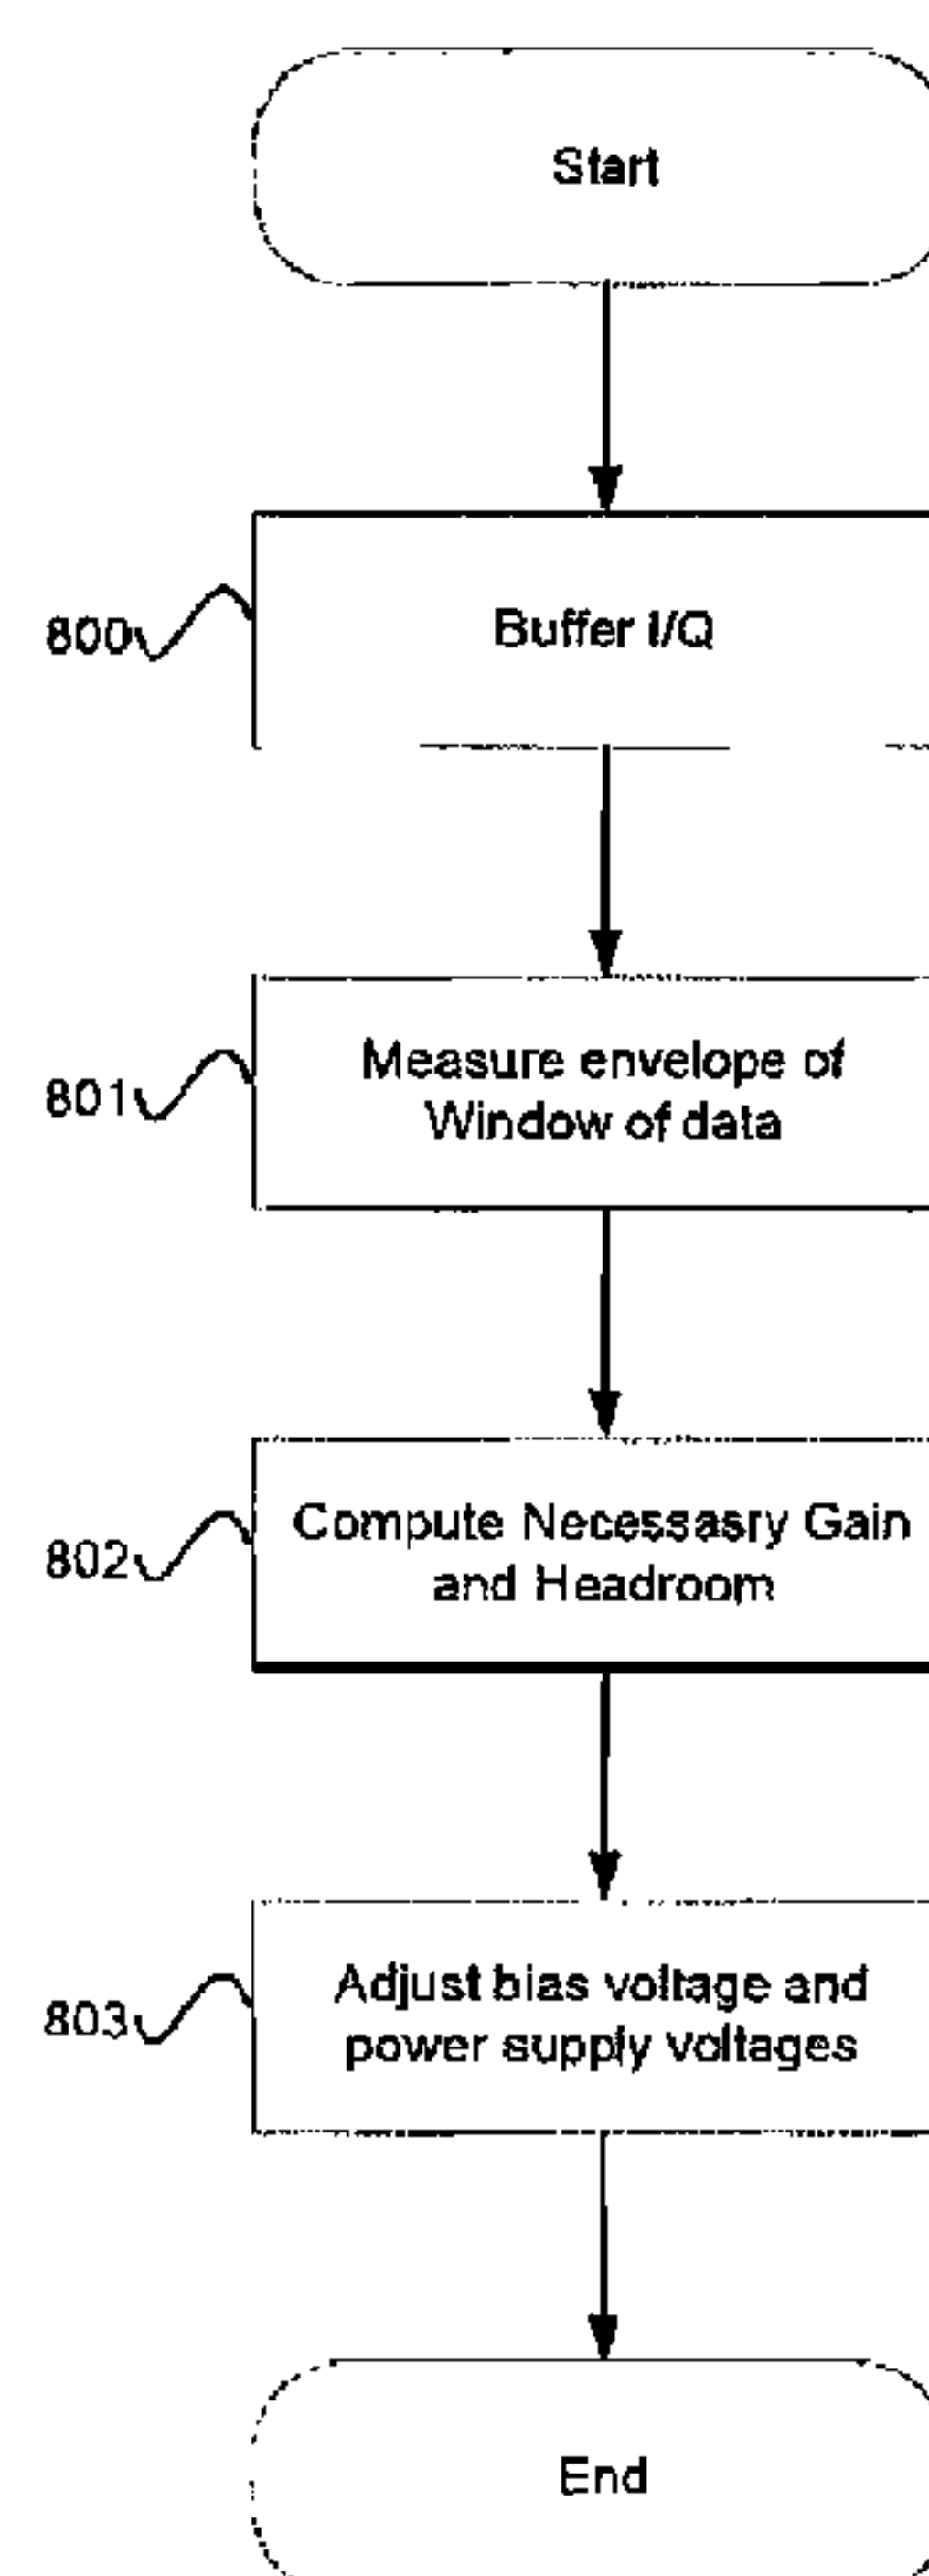 Start
800
Buffer I/Q
801
Measure envelope of
Window of data
802
Compute Necessasry Gain
and Headroom
803
Adjust bias voltage and
power supply voltages
End